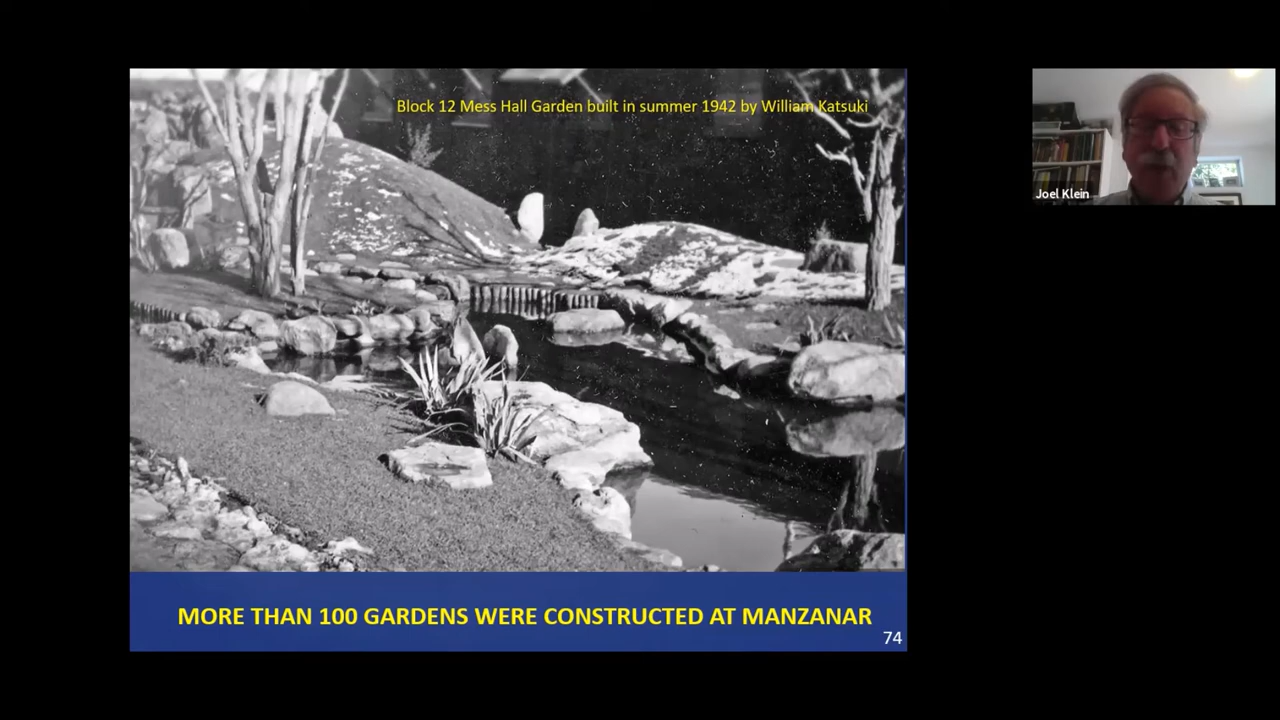 Block 12 Mess Hall Garden built in summer 1942 by William Katsuki
Joel Klein
MORE THAN 100 GARDENS WERE CONSTRUCTED AT MANZANAR
74